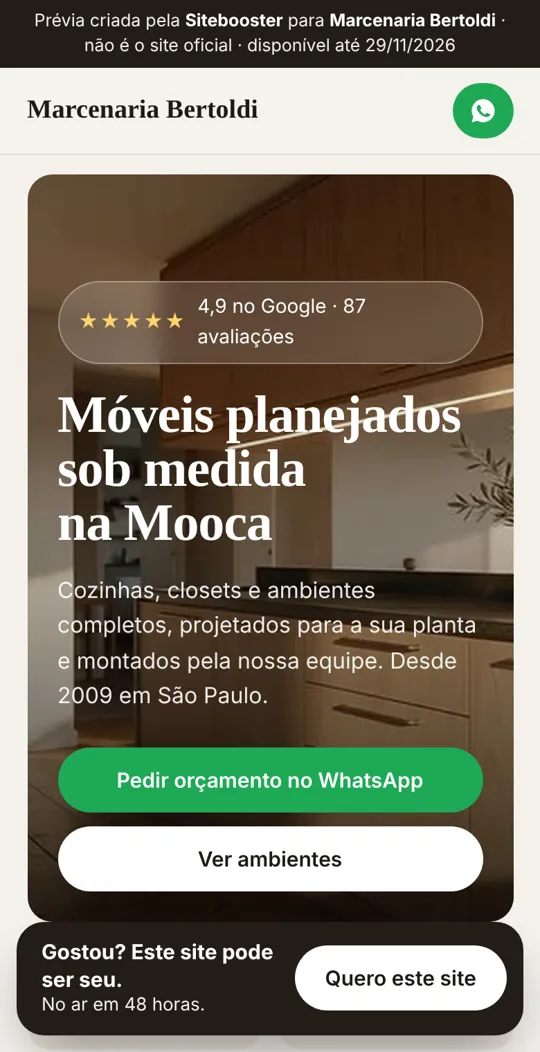 Prévia criada pela Sitebooster para Marcenaria Bertoldi ·
não é o site oficial · disponível até 29/11/2026
Marcenaria Bertoldi
★★★★★ 4,9 no Google · 87
avaliações
Móveis planejados
sob medida
na Mooca
Cozinhas, closets e ambientes
completos, projetados para a sua planta
e montados pela nossa equipe. Desde
2009 em São Paulo.
Pedir orçamento no WhatsApp
Ver ambientes
Gostou? Este site pode
ser seu.
No ar em 48 horas.
Quero este site